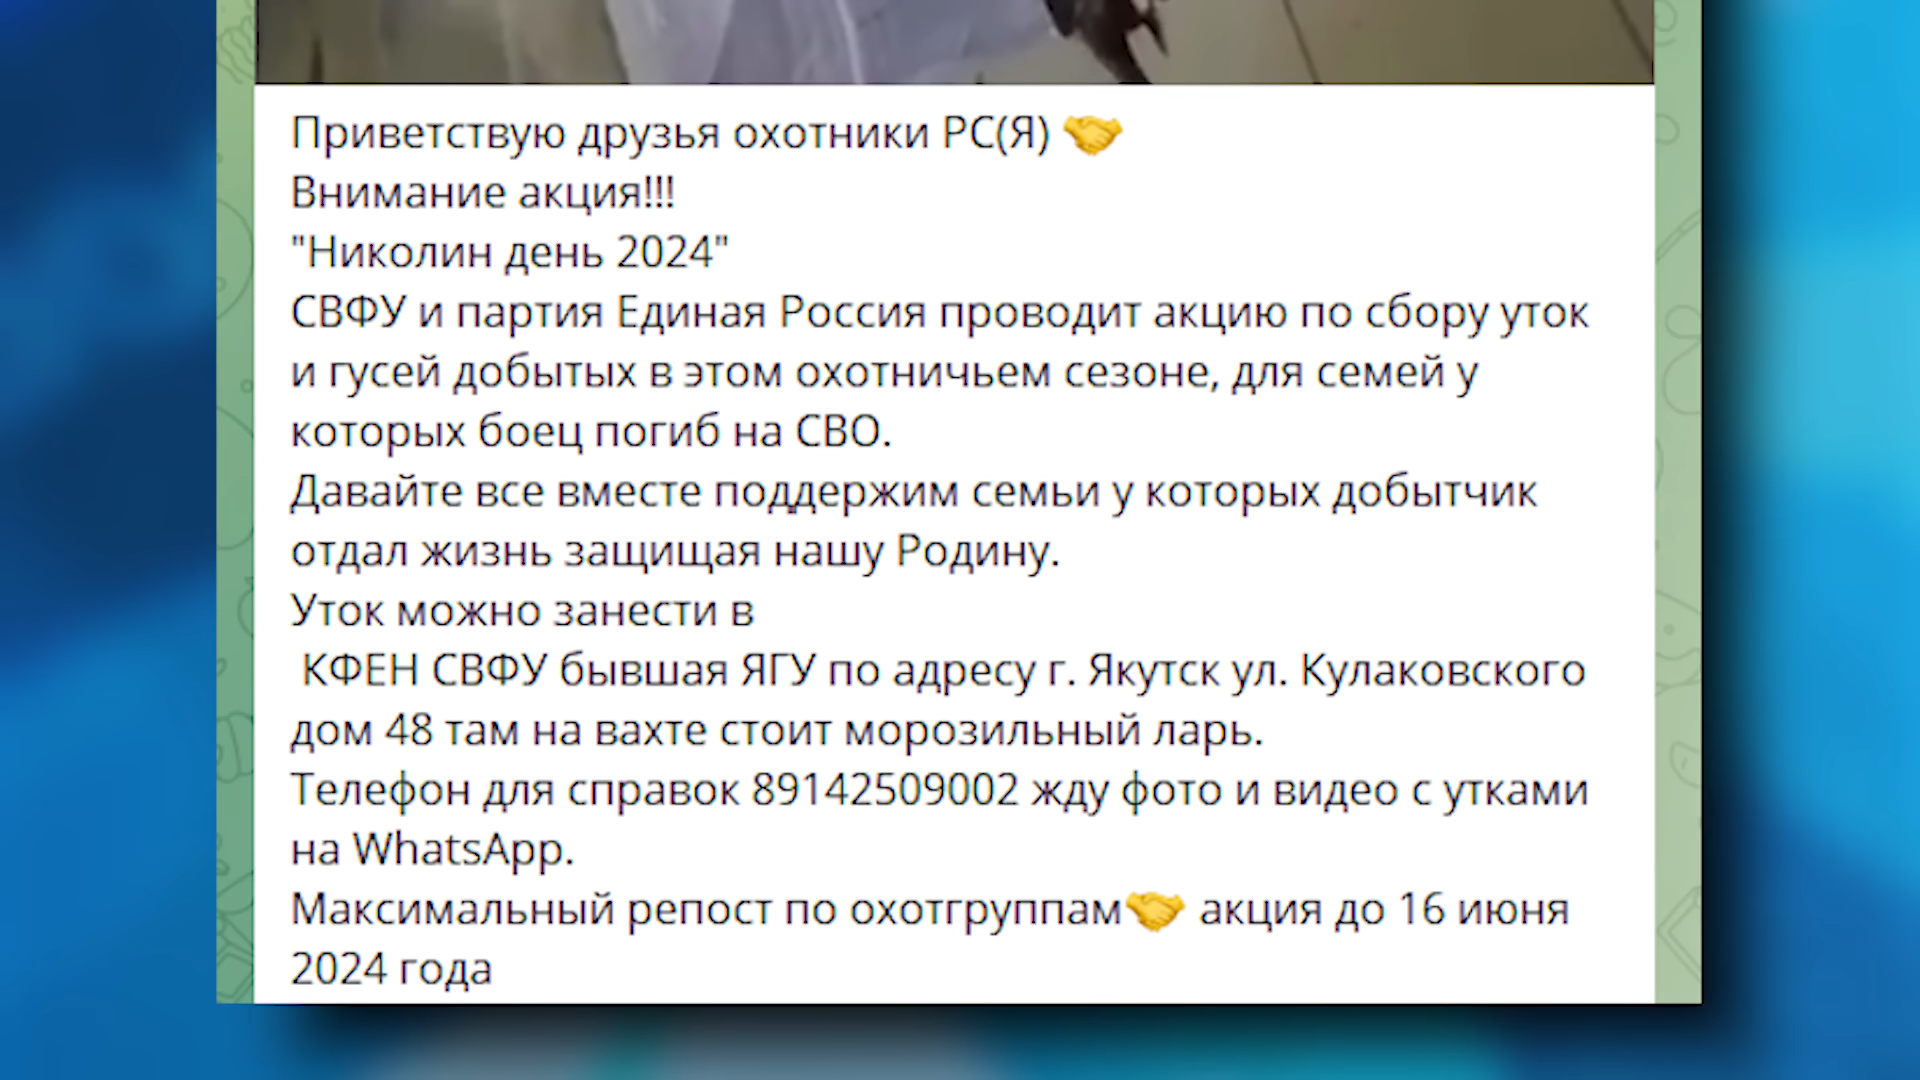 Приветствую друзья охотники РС(Я) 🤝
Внимание акция!!!
"Николин день 2024"
СВФУ и партия Единая Россия проводит акцию по сбору уток
и гусей добытых в этом охотничьем сезоне, для семей у
которых боец погиб на СВО.
Давайте все вместе поддержим семьи у которых добытчик
отдал жизнь защищая нашу Родину.
Уток можно занести в
КФЕН СВФУ бывшая ЯГУ по адресу г. Якутск ул. Кулаковского
дом 48 там на вахте стоит морозильный ларь.
Телефон для справок 89142509002 жду фото и видео с утками
на WhatsApp.
Максимальный репост по охотгруппам🤝 акция до 16 июня
2024 года